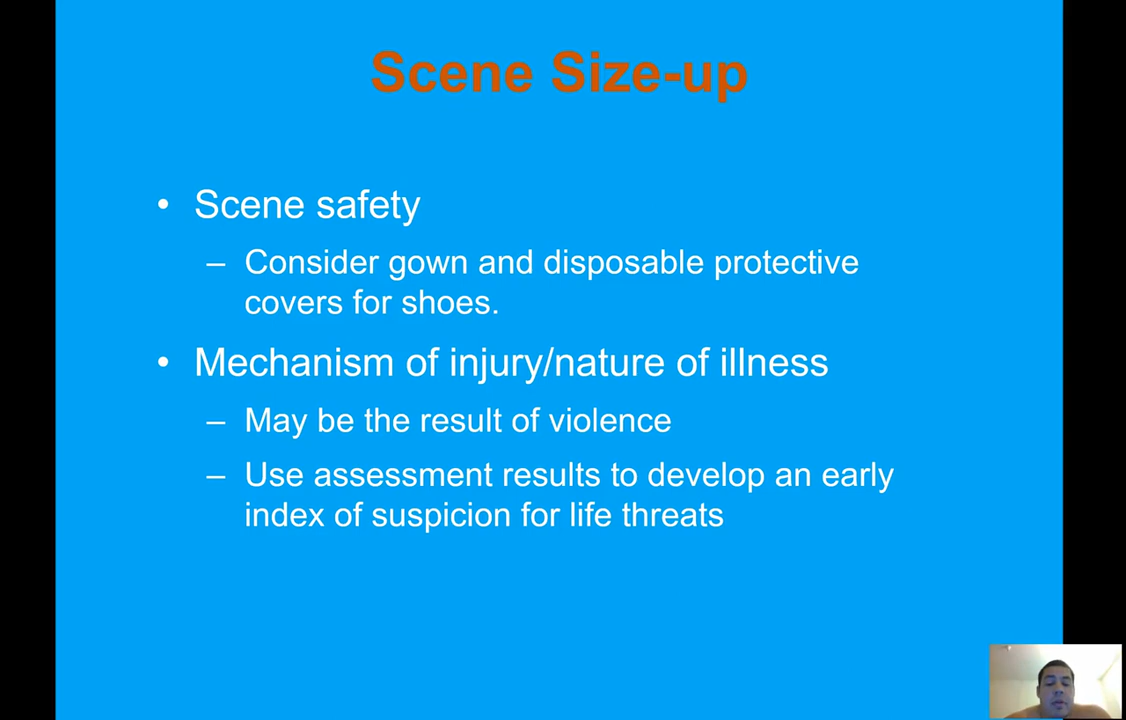 Scene Size-up
• Scene safety
– Consider gown and disposable protective
covers for shoes.
• Mechanism of injury/nature of illness
– May be the result of violence
– Use assessment results to develop an early
index of suspicion for life threats